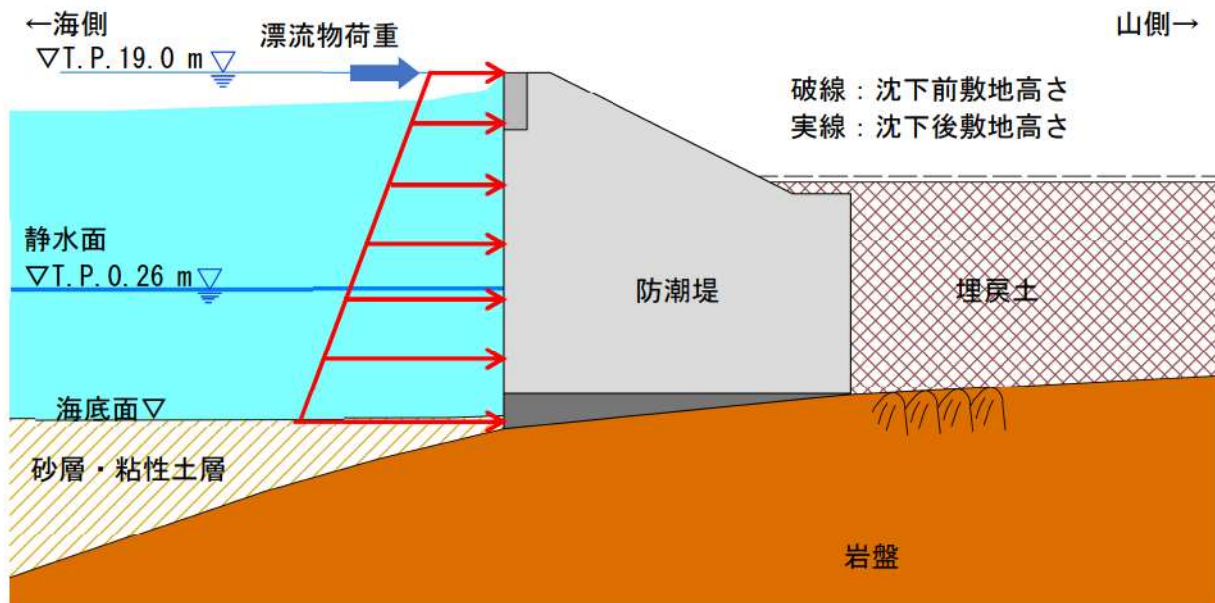 ←海側
▽T.P.19.0 m
漂流物荷重
山側→
破線：沈下前敷地高さ
実線：沈下後敷地高さ
静水面
▽T.P.0.26 m
防潮堤
埋戻土
海底面▽
砂層・粘性土層
岩盤